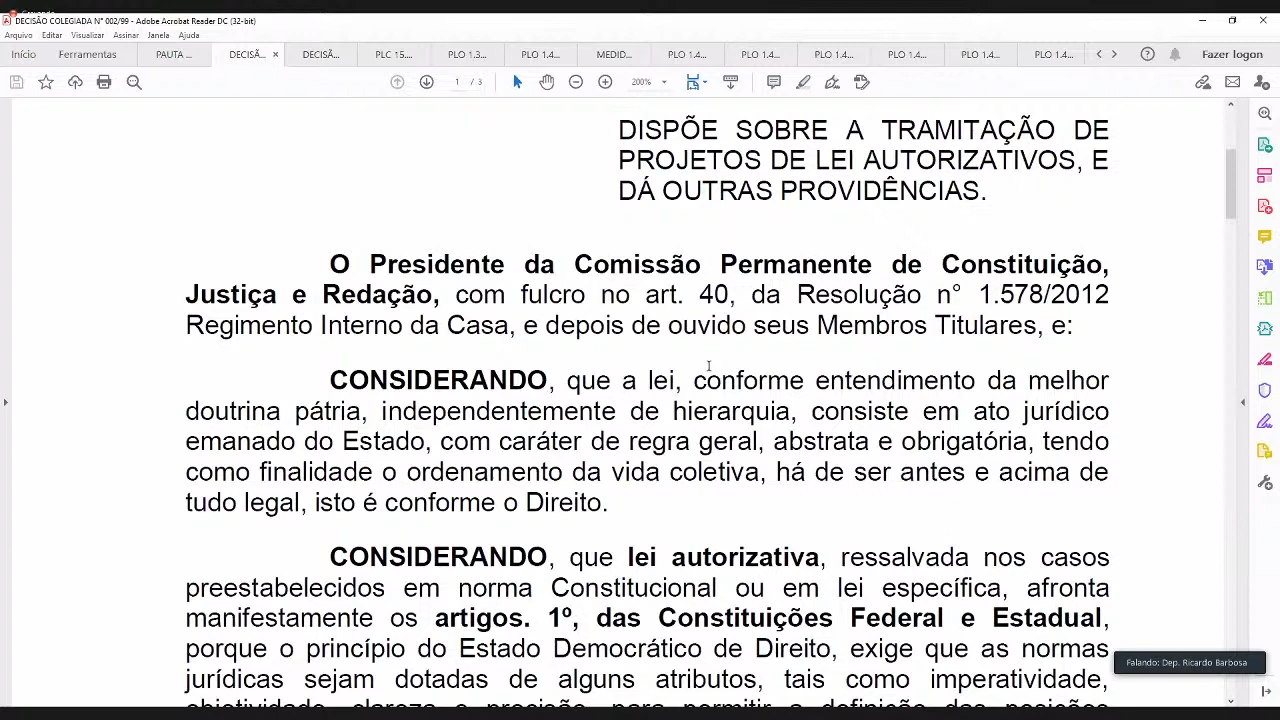 DECISÃO COLEGIADA N° 002/99 - Adobe Acrobat Reader DC (32-bit)
Arquivo Editar Visualizar Assinar Janela Ajuda
Início Ferramentas PAUTA ... DECISÃ... × DECISÃ... PLC 15... PLO 1.3... PLO 1.4... MEDID... PLO 1.4... PLO 1.4... PLO 1.4... PLO 1.4... PLO 1.4... PLO 1.4... Fazer logon
1 / 3 200%
DISPÕE SOBRE A TRAMITAÇÃO DE
PROJETOS DE LEI AUTORIZATIVOS, E
DÁ OUTRAS PROVIDÊNCIAS.
O Presidente da Comissão Permanente de Constituição,
Justiça e Redação, com fulcro no art. 40, da Resolução n° 1.578/2012
Regimento Interno da Casa, e depois de ouvido seus Membros Titulares, e:
CONSIDERANDO, que a lei, conforme entendimento da melhor
doutrina pátria, independentemente de hierarquia, consiste em ato jurídico
emanado do Estado, com caráter de regra geral, abstrata e obrigatória, tendo
como finalidade o ordenamento da vida coletiva, há de ser antes e acima de
tudo legal, isto é conforme o Direito.
CONSIDERANDO, que lei autorizativa, ressalvada nos casos
preestabelecidos em norma Constitucional ou em lei específica, afronta
manifestamente os artigos. 1º, das Constituições Federal e Estadual,
porque o princípio do Estado Democrático de Direito, exige que as normas
jurídicas sejam dotadas de alguns atributos, tais como imperatividade,
objetividade, clareza e precisão, para permitir a definição das posições
Falando: Dep. Ricardo Barbosa